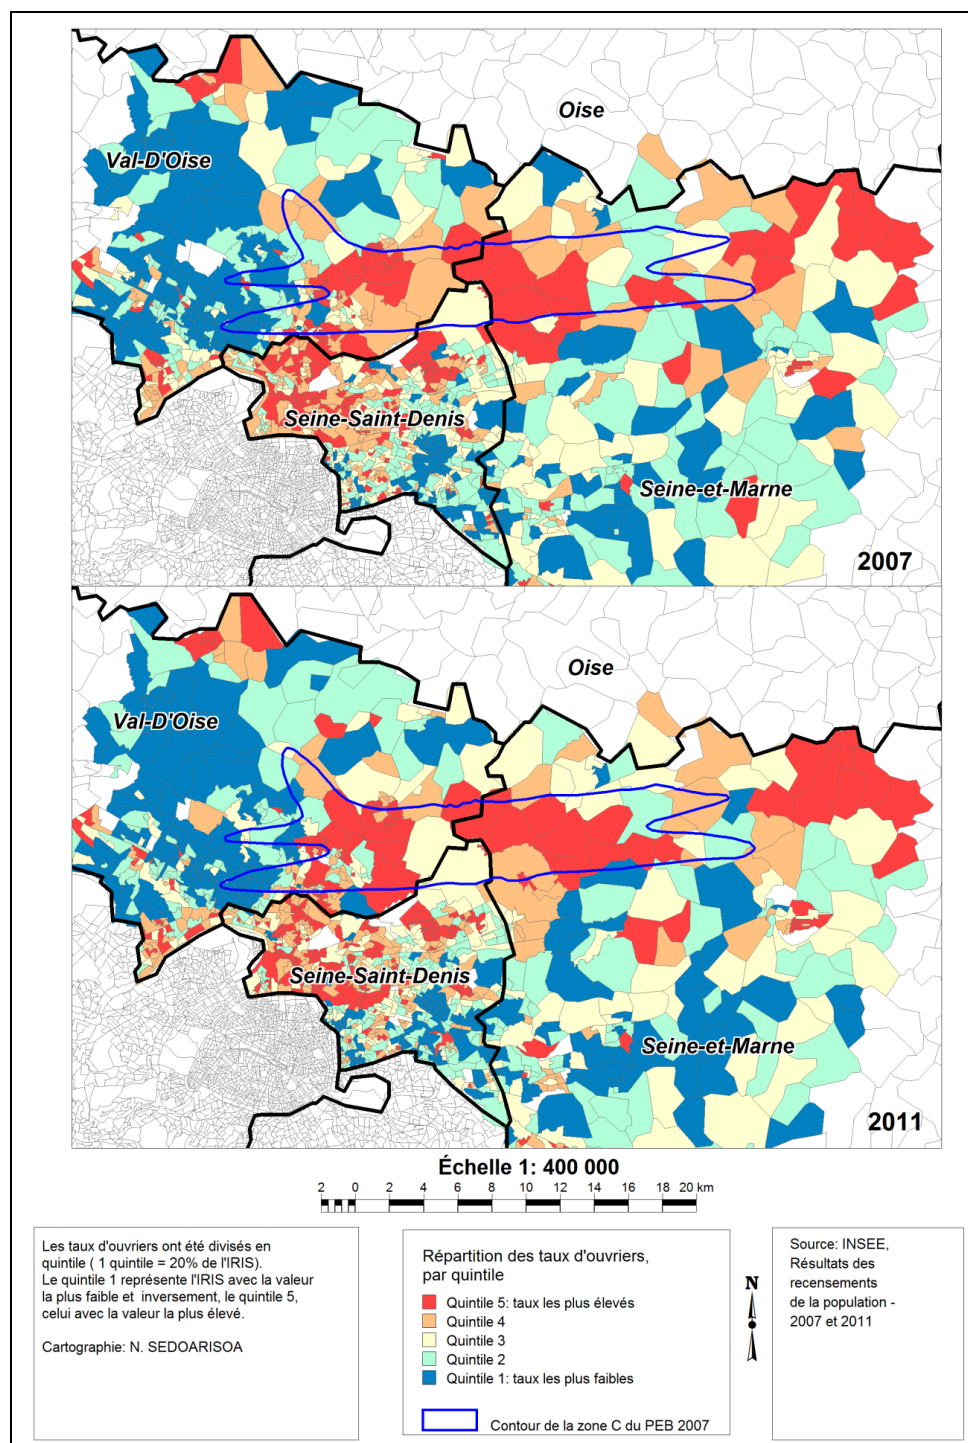 Oise
Val-D'Oise
Seine-Saint-Denis
Seine-et-Marne
2007
Oise
Val-D'Oise
Seine-Saint-Denis
Seine-et-Marne
2011
Échelle 1: 400 000
2 0 2 4 6 8 10 12 14 16 18 20 km
Les taux d'ouvriers ont été divisés en
quintile ( 1 quintile = 20% de l'IRIS).
Le quintile 1 représente l'IRIS avec la valeur
la plus faible et inversement, le quintile 5,
celui avec la valeur la plus élevé.
Cartographie: N. SEDOARISOA
Répartition des taux d'ouvriers,
par quintile
Quintile 5: taux les plus élevés
Quintile 4
Quintile 3
Quintile 2
Quintile 1: taux les plus faibles
Contour de la zone C du PEB 2007
N
Source: INSEE,
Résultats des
recensements
de la population -
2007 et 2011